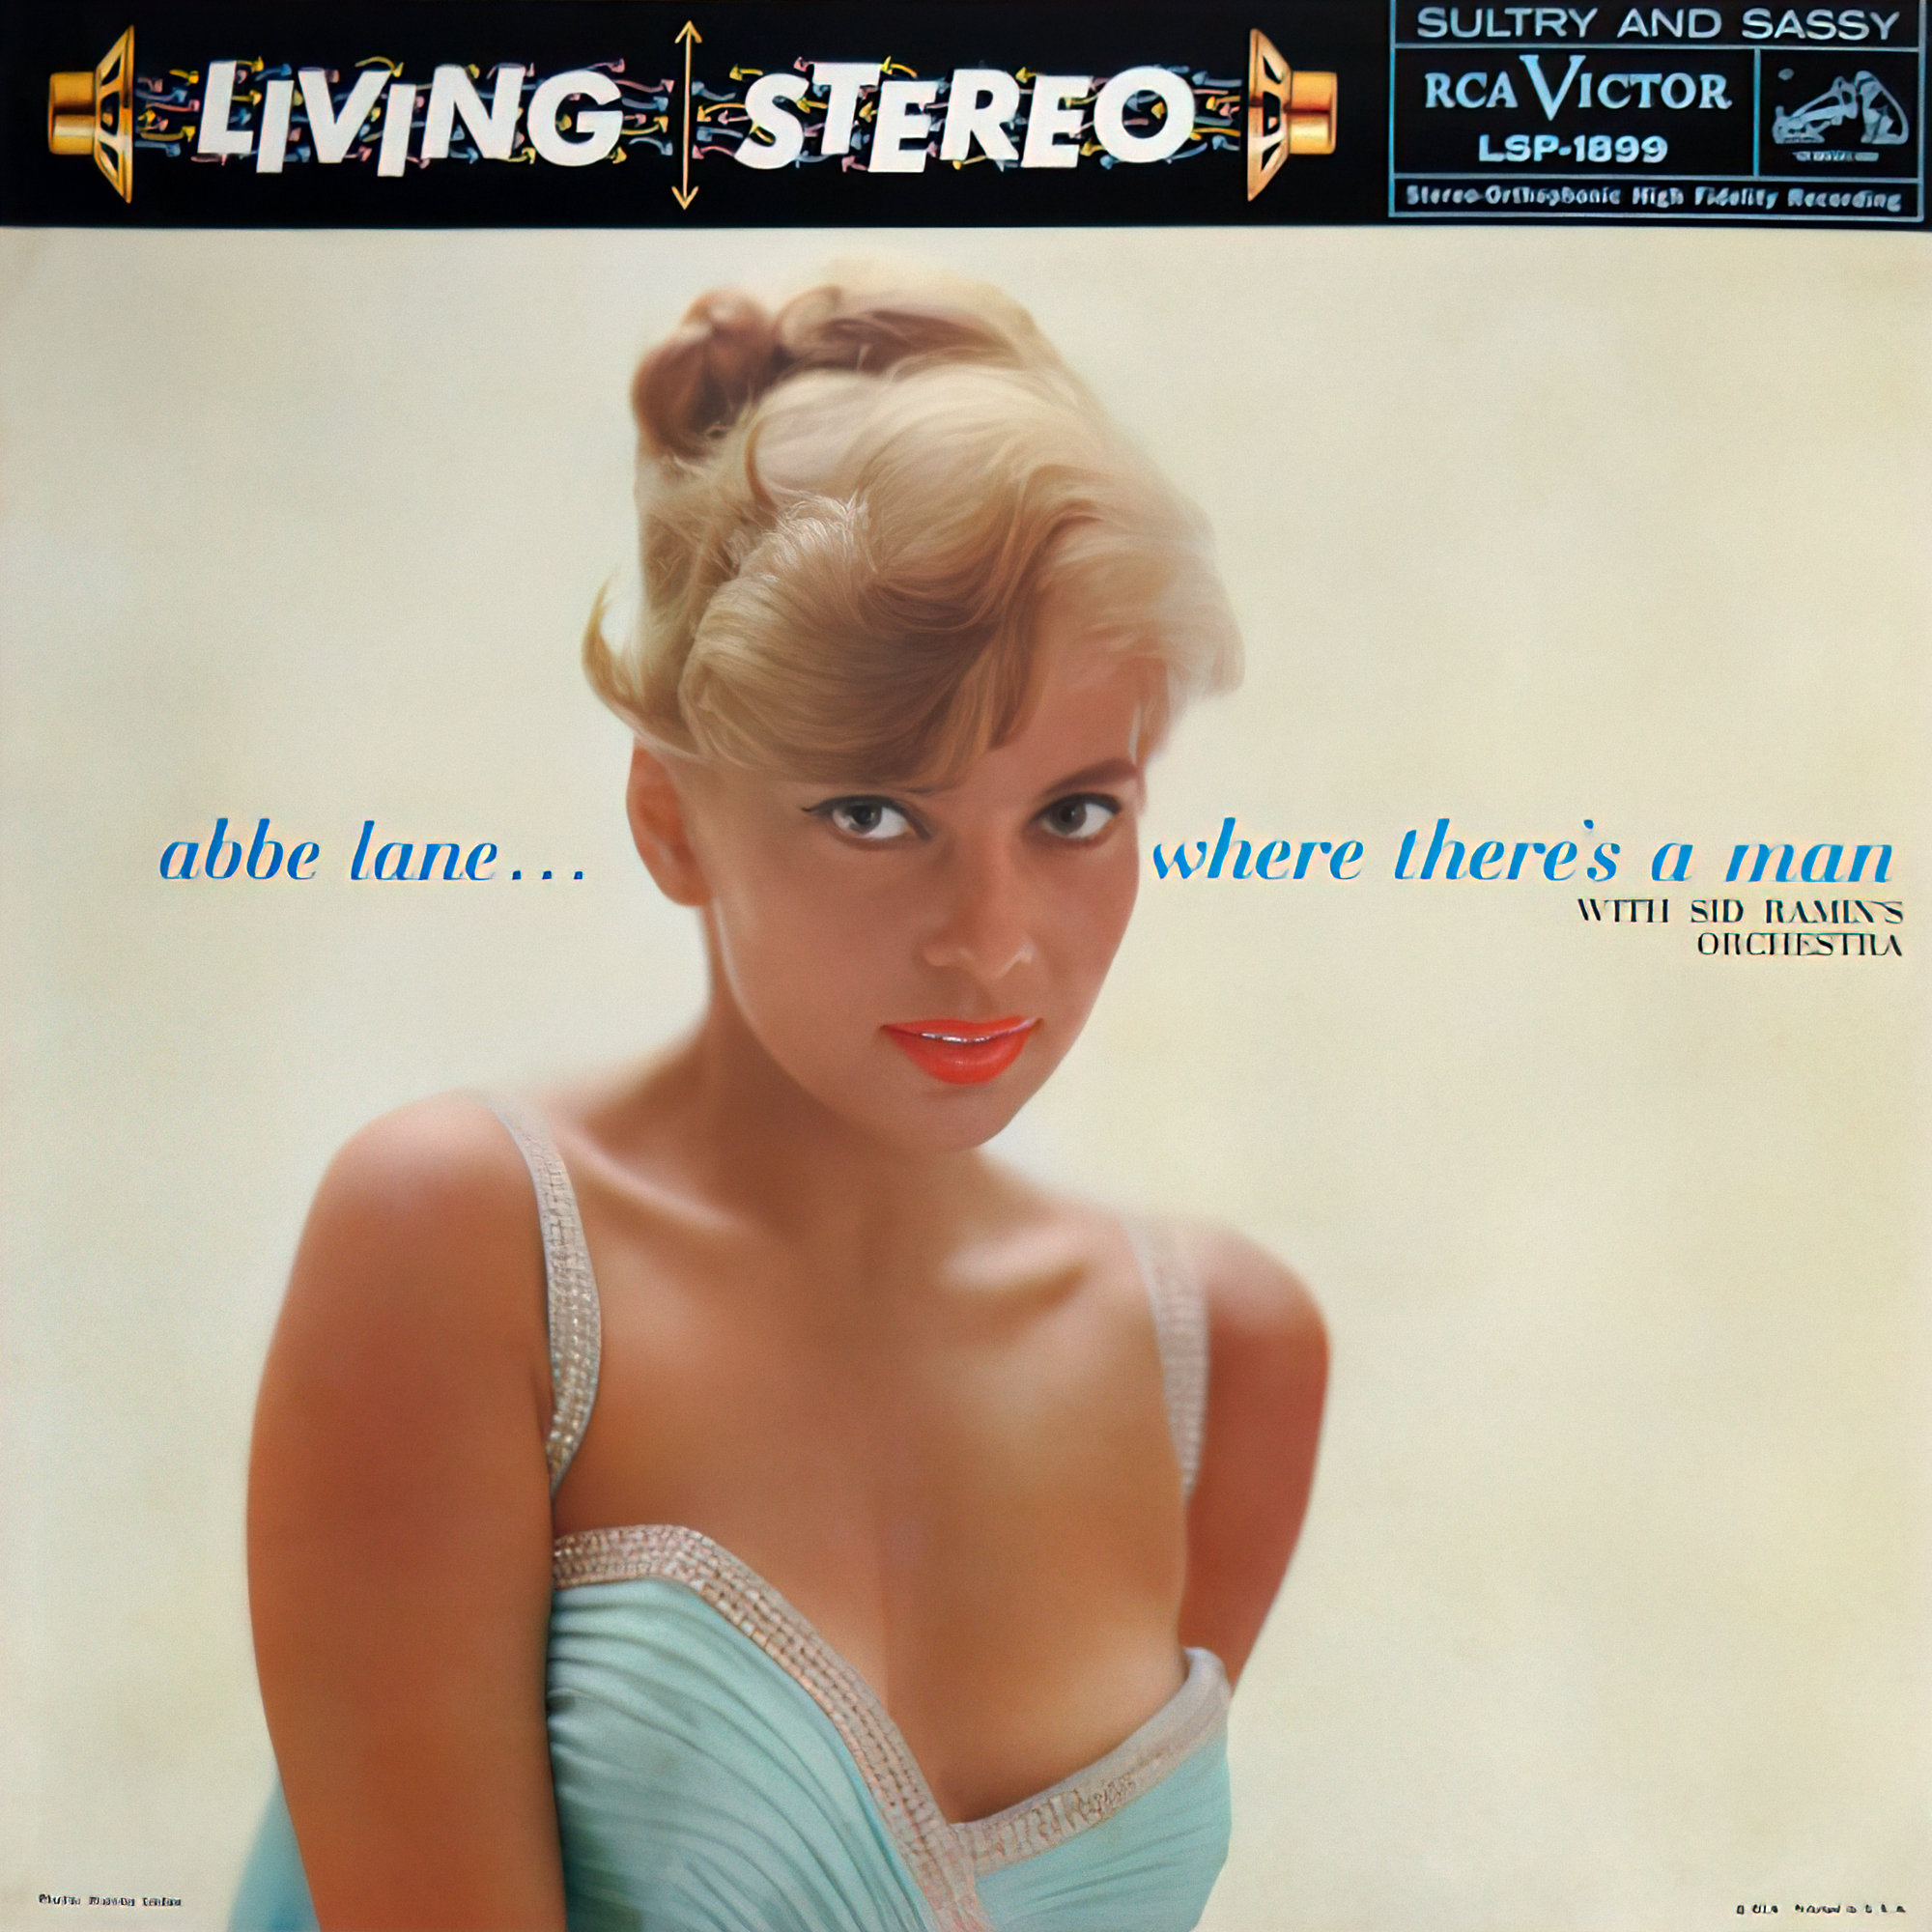 LIVING STEREO
SULTRY AND SASSY
RCA VICTOR
LSP-1899
Stereo-Orthophonic High Fidelity Recording
abbe lane... where there's a man
WITH SID RAMIN'S
ORCHESTRA